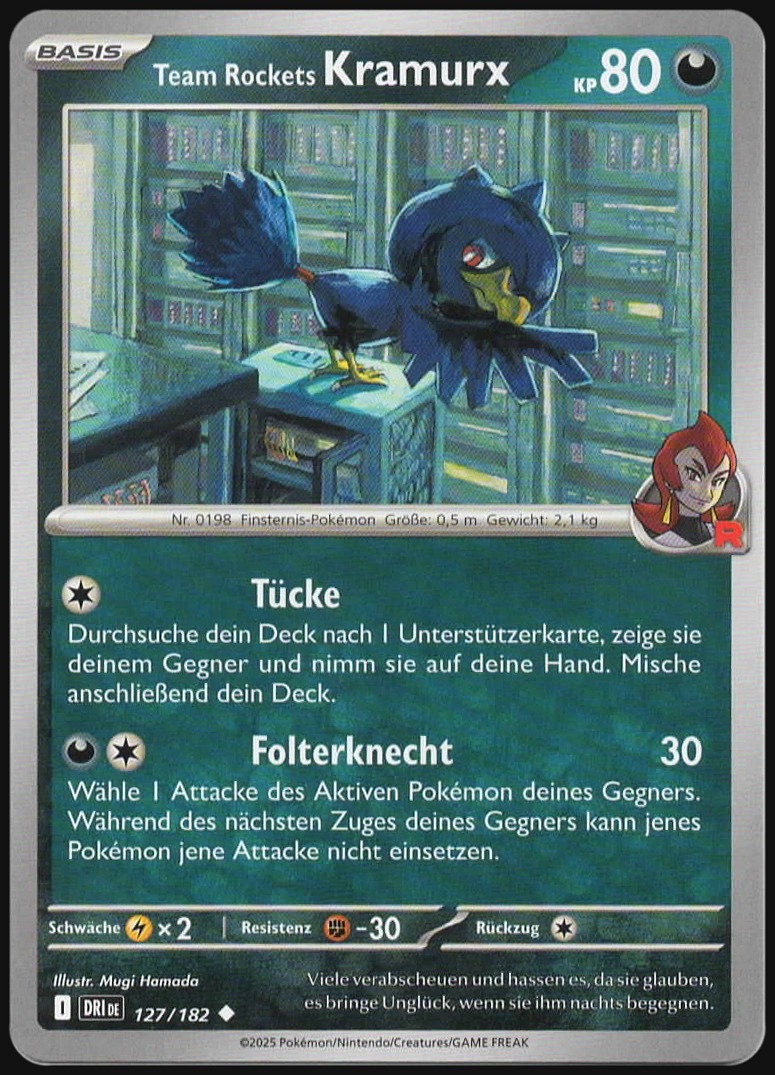 BASIS
Team Rockets Kramurx
KP 80
Nr. 0198 Finsternis-Pokémon Größe: 0,5 m Gewicht: 2,1 kg
R
Tücke
Durchsuche dein Deck nach 1 Unterstützerkarte, zeige sie
deinem Gegner und nimm sie auf deine Hand. Mische
anschließend dein Deck.
Folterknecht 30
Wähle 1 Attacke des Aktiven Pokémon deines Gegners.
Während des nächsten Zuges deines Gegners kann jenes
Pokémon jene Attacke nicht einsetzen.
Schwäche ×2 Resistenz -30 Rückzug
Illustr. Mugi Hamada
I DRI DE 127/182
Viele verabscheuen und hassen es, da sie glauben,
es bringe Unglück, wenn sie ihm nachts begegnen.
©2025 Pokémon/Nintendo/Creatures/GAME FREAK